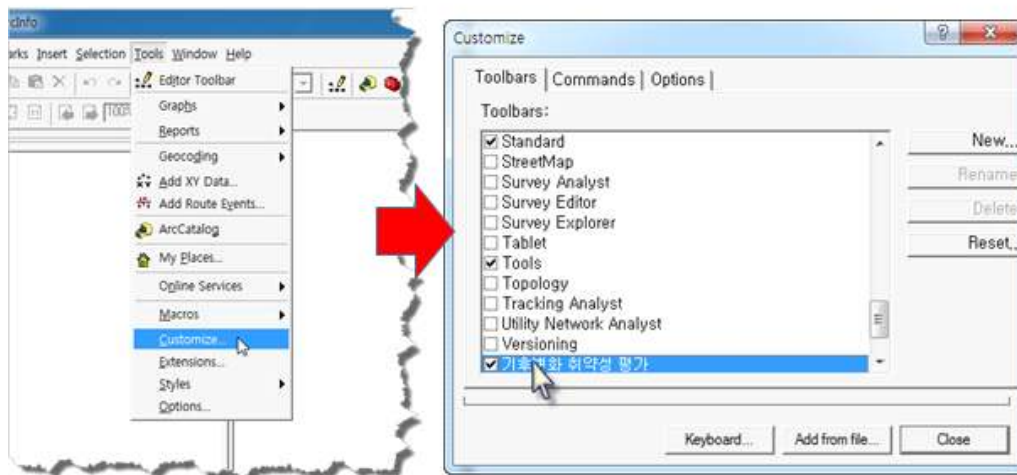 cInfo
arks Insert Selection Tools Window Help
Editor Toolbar
Graphs
Reports
Geocoding
Add XY Data...
Add Route Events...
ArcCatalog
My Places...
Online Services
Macros
Customize...
Extensions...
Styles
Options...
100%
Customize
Toolbars Commands Options
Toolbars:
Standard
StreetMap
Survey Analyst
Survey Editor
Survey Explorer
Tablet
Tools
Topology
Tracking Analyst
Utility Network Analyst
Versioning
기후변화 취약성 평가
New...
Rename
Delete
Reset..
Keyboard...
Add from file...
Close